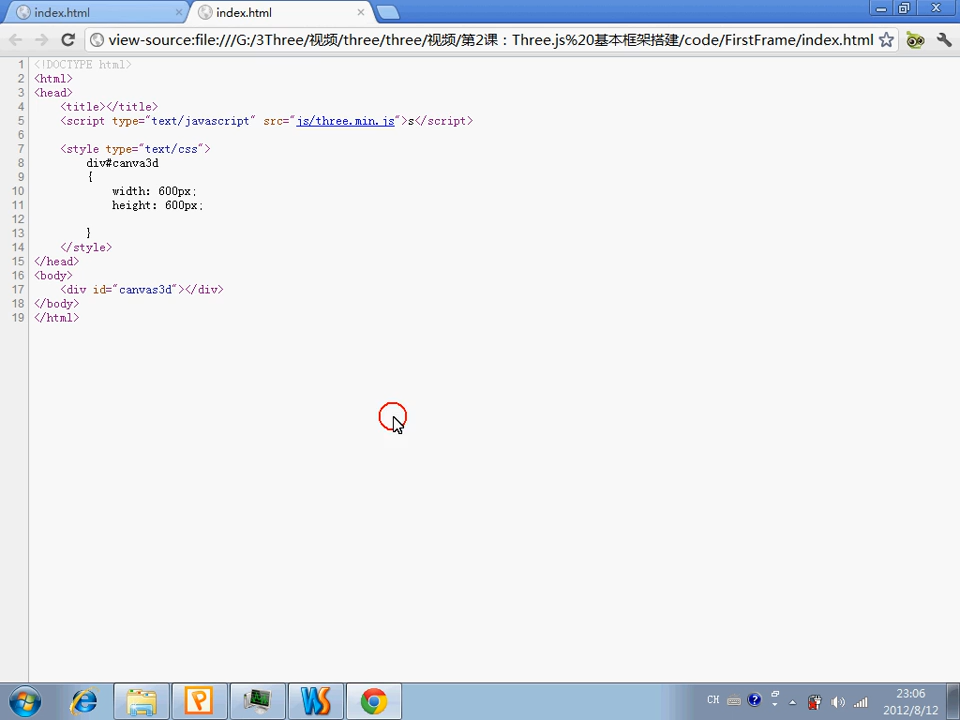 index.html
index.html
view-source:file:///G:/3Three/视频/three/three/视频/第2课：Three.js%20基本框架搭建/code/FirstFrame/index.html
1 <!DOCTYPE html>
2 <html>
3 <head>
4 <title></title>
5 <script type="text/javascript" src="js/three.min.js">s</script>
6
7 <style type="text/css">
8 div#canva3d
9 {
10 width: 600px;
11 height: 600px;
12
13 }
14 </style>
15 </head>
16 <body>
17 <div id="canvas3d"></div>
18 </body>
19 </html>
CH
23:06
2012/8/12